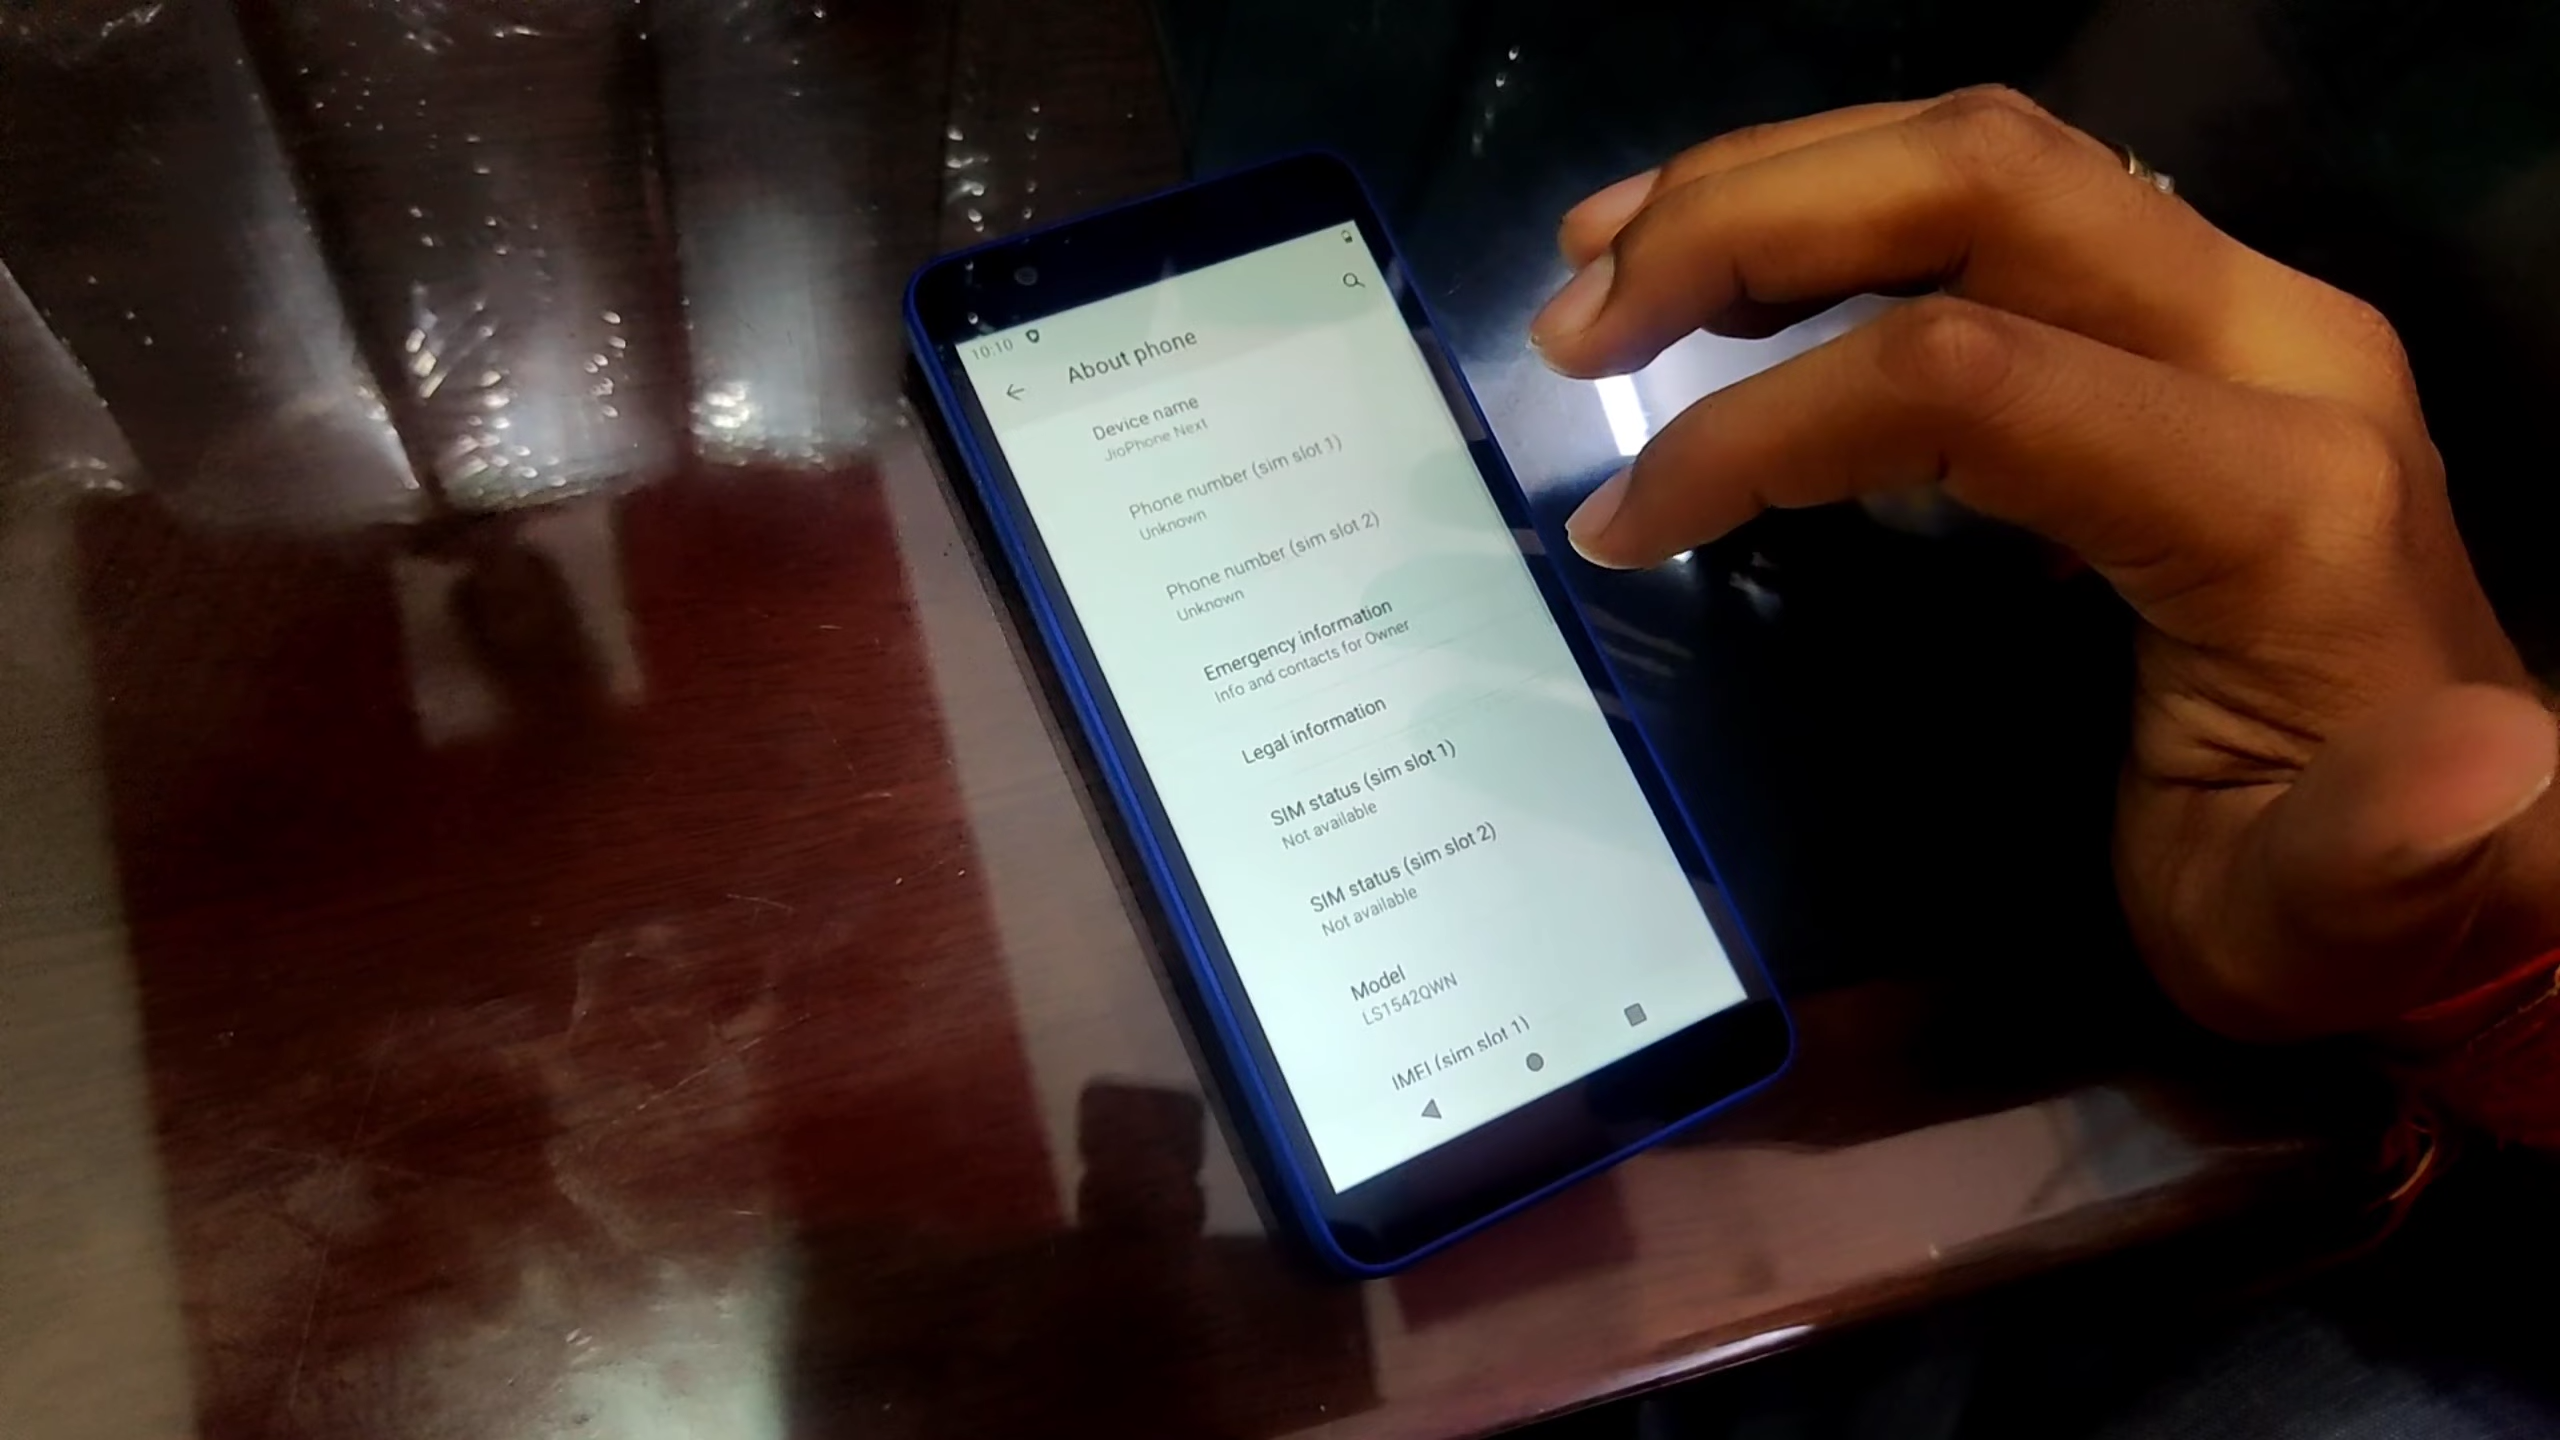 10:10
About phone
Device name
JioPhone Next
Phone number (sim slot 1)
Unknown
Phone number (sim slot 2)
Unknown
Emergency information
Info and contacts for Owner
Legal information
SIM status (sim slot 1)
Not available
SIM status (sim slot 2)
Not available
Model
LS1542QWN
IMEI (sim slot 1)